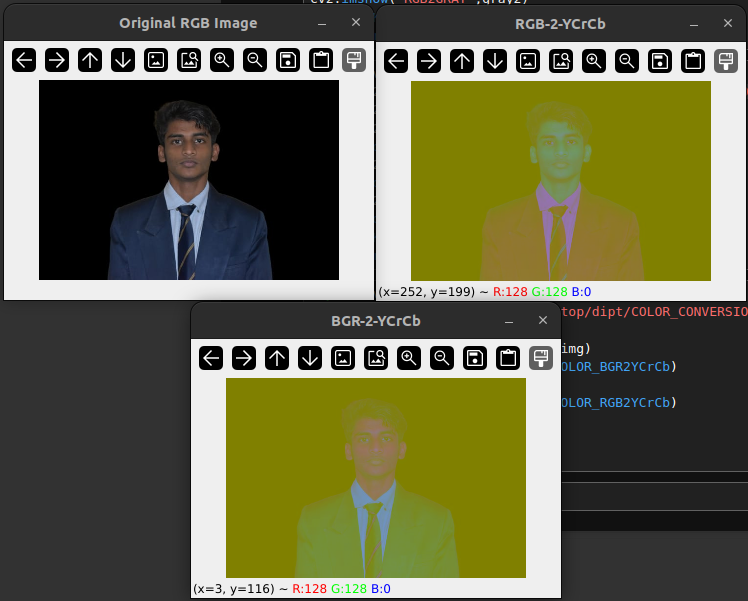 cv2.imshow("RGB2GRAY",gray2)
Original RGB Image
RGB-2-YCrCb
(x=252, y=199) ~ R:128 G:128 B:0
BGR-2-YCrCb
top/dipt/COLOR_CONVERSIO
img)
OLOR_BGR2YCrCb)
OLOR_RGB2YCrCb)
(x=3, y=116) ~ R:128 G:128 B:0